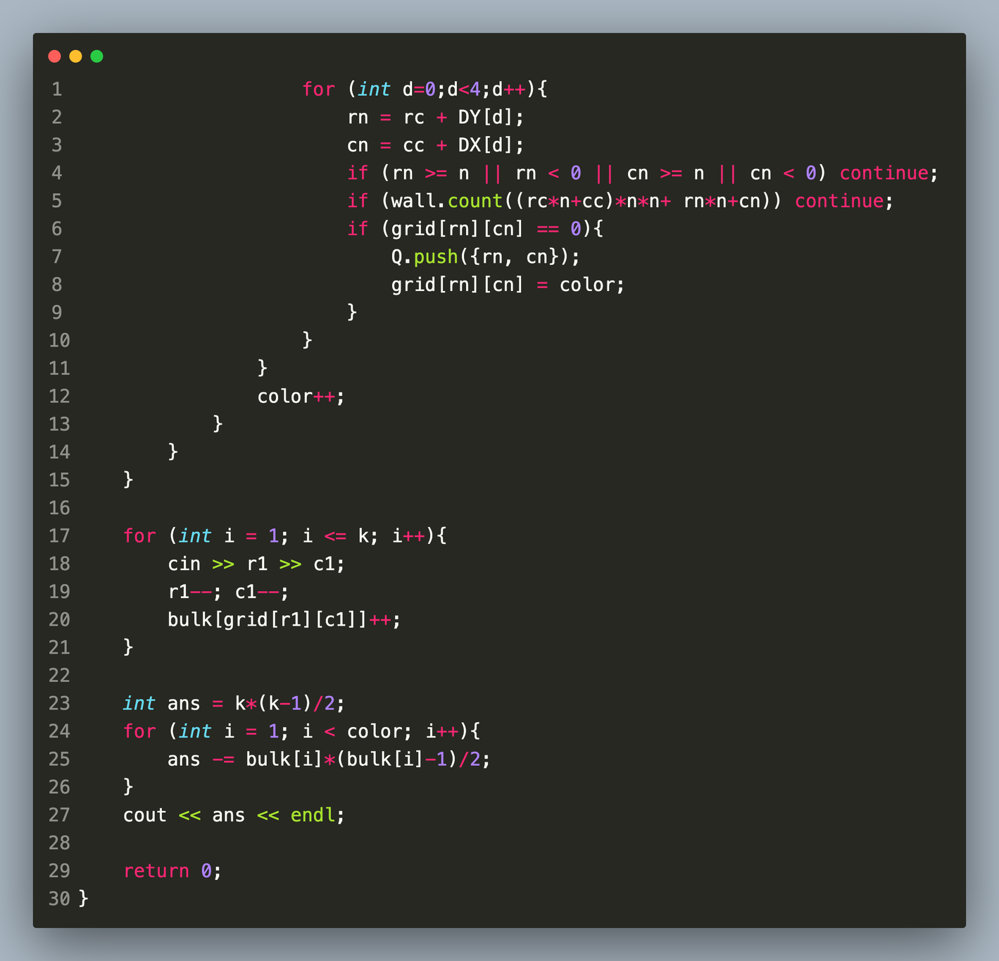 1                     for (int d=0;d<4;d++){
2                         rn = rc + DY[d];
3                         cn = cc + DX[d];
4                         if (rn >= n || rn < 0 || cn >= n || cn < 0) continue;
5                         if (wall.count((rc*n+cc)*n*n+ rn*n+cn)) continue;
6                         if (grid[rn][cn] == 0){
7                             Q.push({rn, cn});
8                             grid[rn][cn] = color;
9                         }
10                     }
11                 }
12                 color++;
13             }
14         }
15     }
16
17     for (int i = 1; i <= k; i++){
18         cin >> r1 >> c1;
19         r1--; c1--;
20         bulk[grid[r1][c1]]++;
21     }
22
23     int ans = k*(k-1)/2;
24     for (int i = 1; i < color; i++){
25         ans -= bulk[i]*(bulk[i]-1)/2;
26     }
27     cout << ans << endl;
28
29     return 0;
30 }